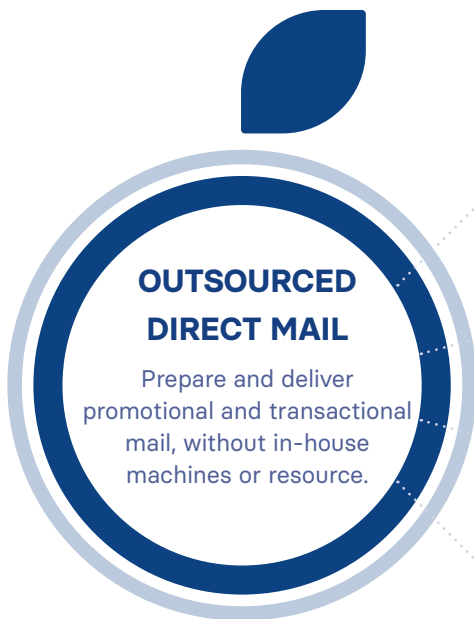 OUTSOURCED
DIRECT MAIL
Prepare and deliver
promotional and transactional
mail, without in-house
machines or resource.